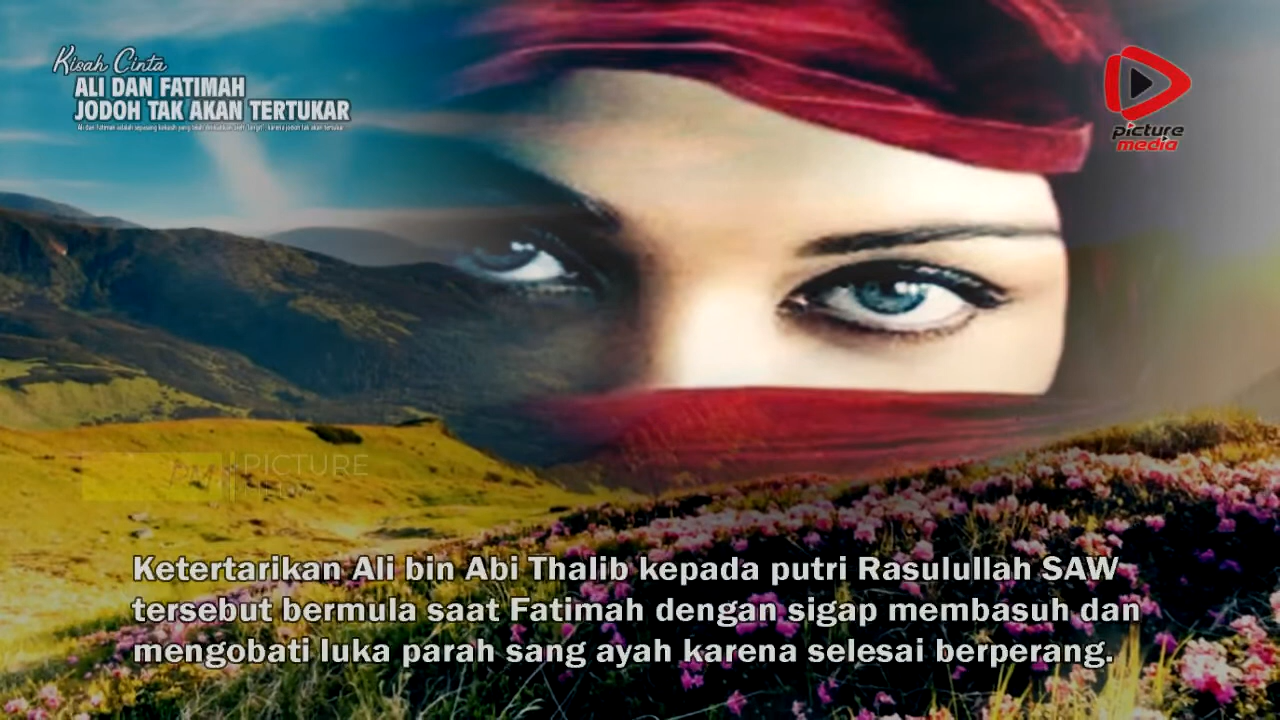 Kisah Cinta
ALI DAN FATIMAH
JODOH TAK AKAN TERTUKAR
picture
media
PICTURE
Ketertarikan Ali bin Abi Thalib kepada putri Rasulullah SAW
tersebut bermula saat Fatimah dengan sigap membasuh dan
mengobati luka parah sang ayah karena selesai berperang.